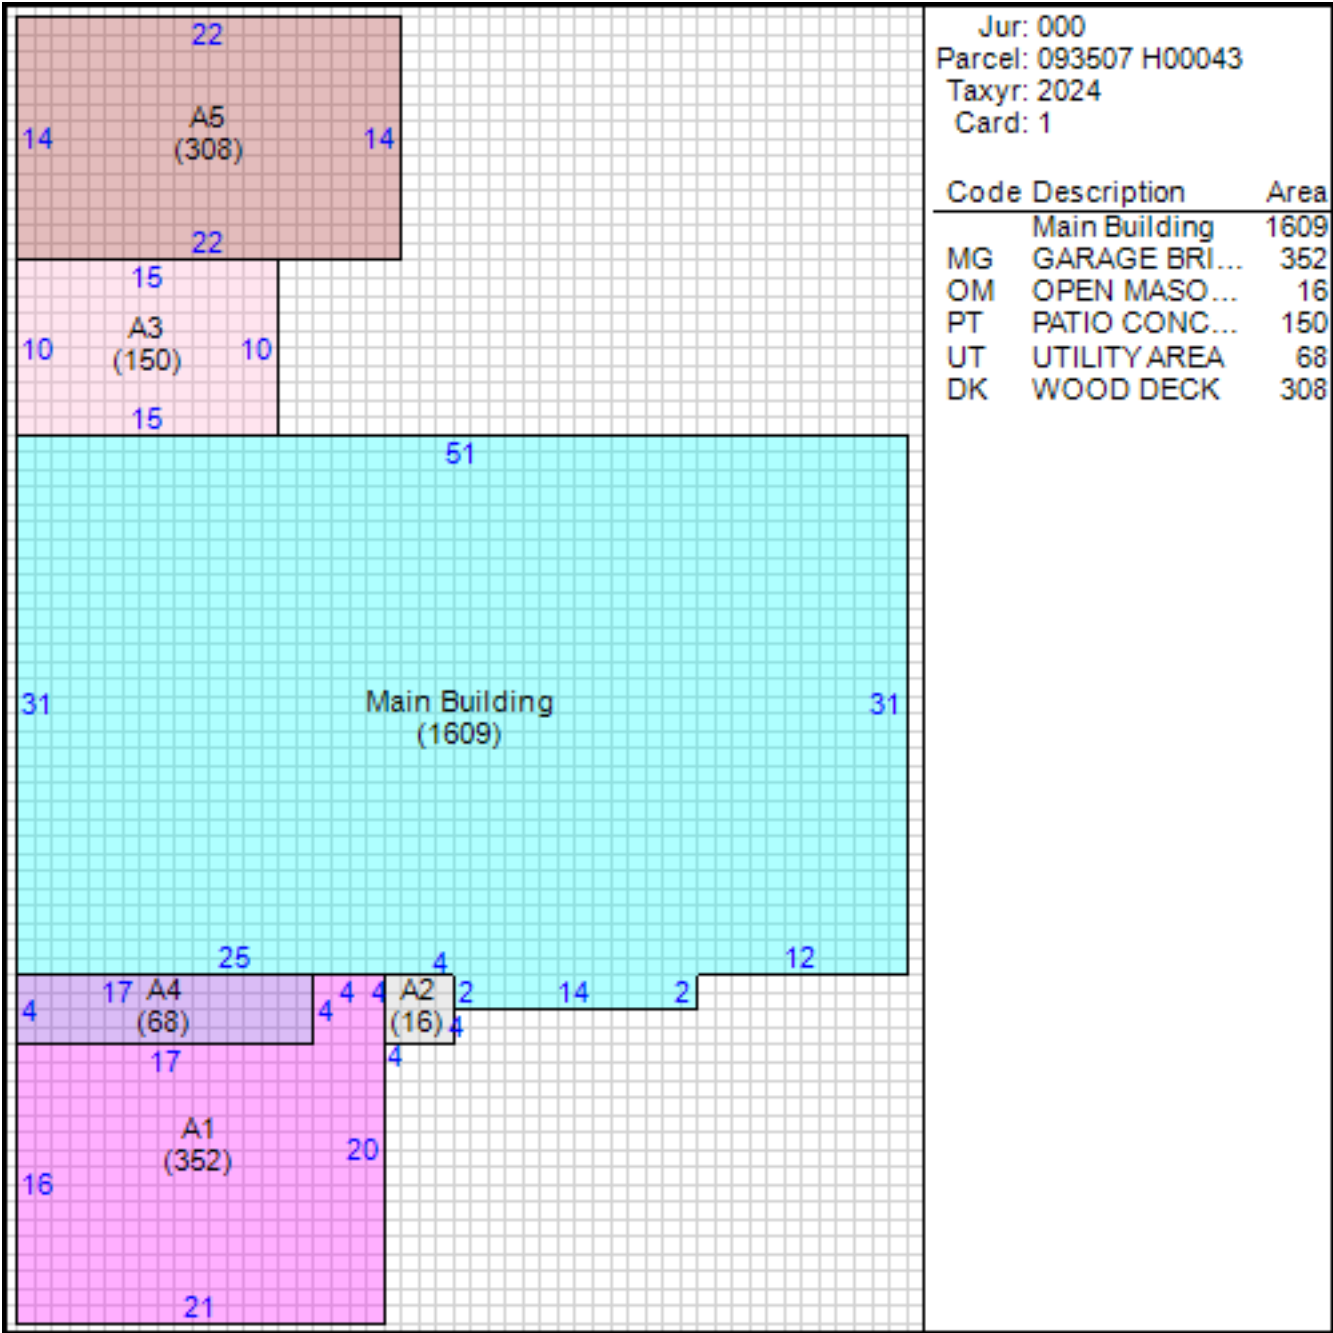 Jur: 000
Parcel: 093507 H00043
Taxyr: 2024
Card: 1
Code Description Area
Main Building 1609
MG GARAGE BRI... 352
OM OPEN MASO... 16
PT PATIO CONC... 150
UT UTILITY AREA 68
DK WOOD DECK 308
22
A5
14 (308) 14
22
15
A3
10 (150) 10
15
51
Main Building
31 (1609) 31
25 4 12
17 A4 4 4 A2 2 14 2
4 (68) 4 (16) 4
17 4
A1
(352) 20
16
21